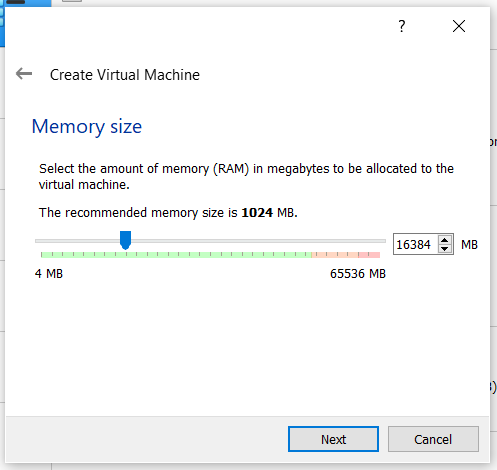 ?
Create Virtual Machine
Memory size
Select the amount of memory (RAM) in megabytes to be allocated to the
virtual machine.
The recommended memory size is 1024 MB.
16384 MB
4 MB 65536 MB
Next Cancel